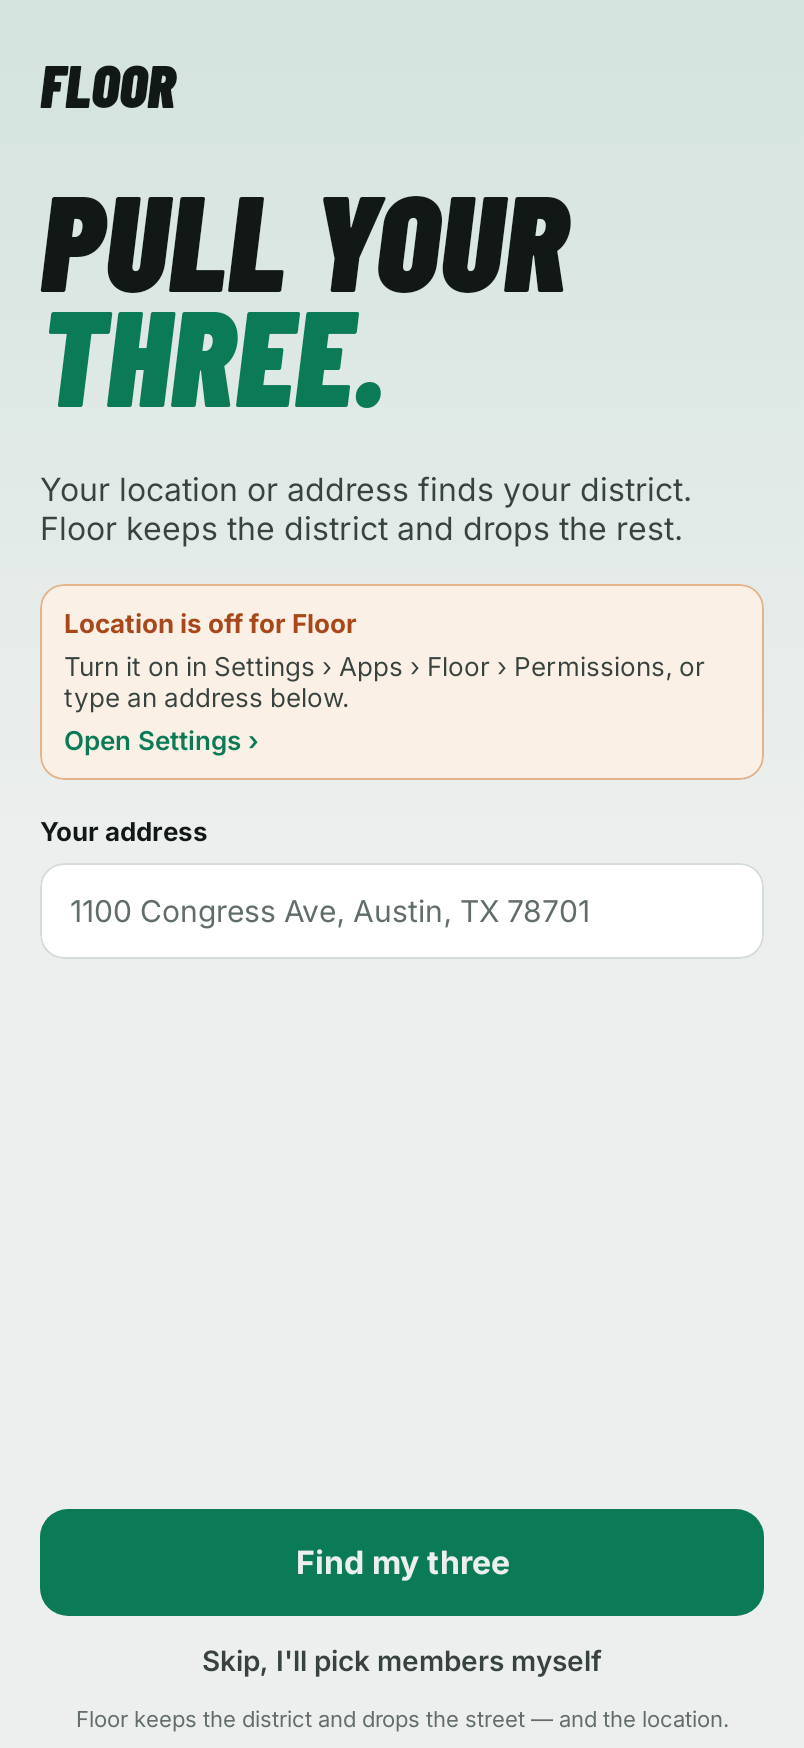 FLOOR
PULL YOUR
THREE.
Your location or address finds your district.
Floor keeps the district and drops the rest.
Location is off for Floor
Turn it on in Settings › Apps › Floor › Permissions, or
type an address below.
Open Settings ›
Your address
1100 Congress Ave, Austin, TX 78701
Find my three
Skip, I'll pick members myself
Floor keeps the district and drops the street — and the location.